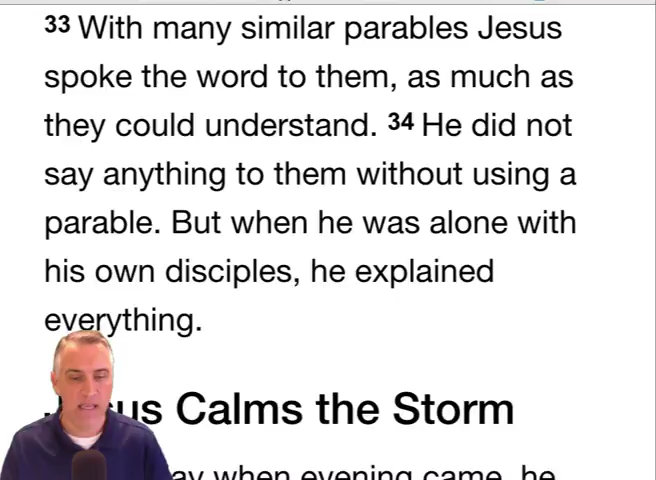 33 With many similar parables Jesus
spoke the word to them, as much as
they could understand. 34 He did not
say anything to them without using a
parable. But when he was alone with
his own disciples, he explained
everything.
Jesus Calms the Storm
when evening came, he